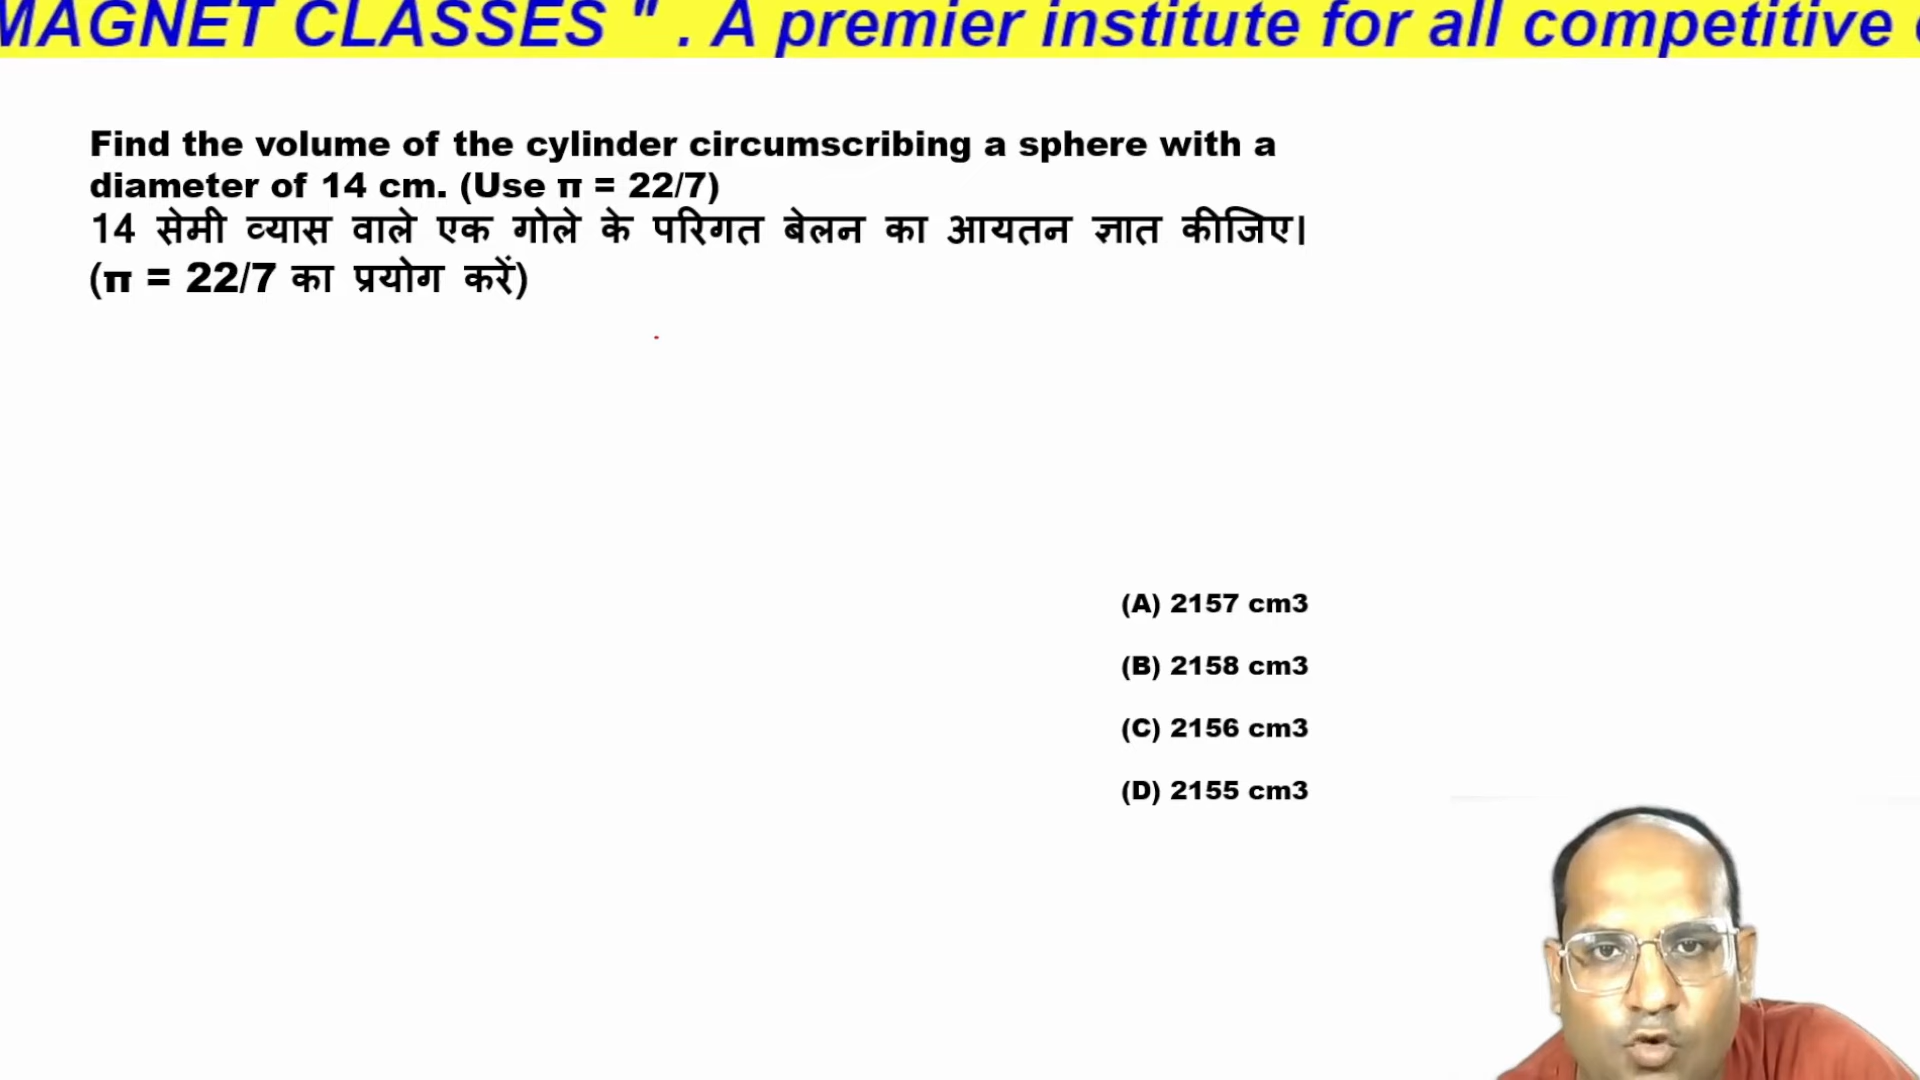 MAGNET CLASSES " . A premier institute for all competitive
Find the volume of the cylinder circumscribing a sphere with a
diameter of 14 cm. (Use π = 22/7)
14 सेमी व्यास वाले एक गोले के परिगत बेलन का आयतन ज्ञात कीजिए।
(π = 22/7 का प्रयोग करें)
(A) 2157 cm3
(B) 2158 cm3
(C) 2156 cm3
(D) 2155 cm3